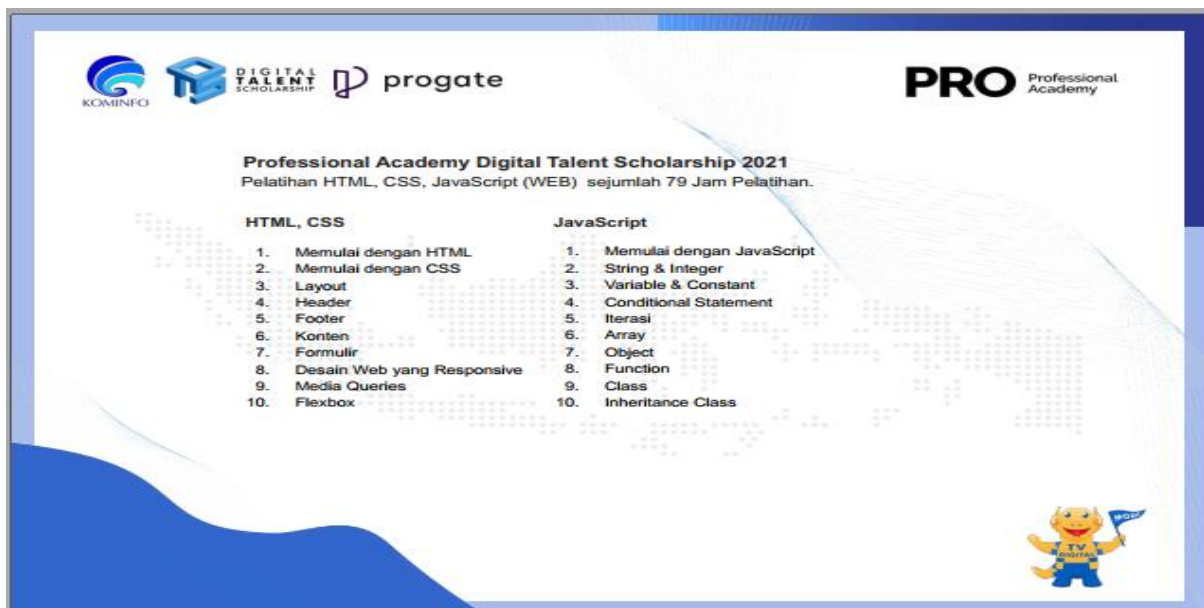 KOMINFO
DIGITAL
TALENT
SCHOLARSHIP
progate
PRO
Professional
Academy
Professional Academy Digital Talent Scholarship 2021
Pelatihan HTML, CSS, JavaScript (WEB) sejumlah 79 Jam Pelatihan.
HTML, CSS
1. Memulai dengan HTML
2. Memulai dengan CSS
3. Layout
4. Header
5. Footer
6. Konten
7. Formulir
8. Desain Web yang Responsive
9. Media Queries
10. Flexbox
JavaScript
1. Memulai dengan JavaScript
2. String & Integer
3. Variable & Constant
4. Conditional Statement
5. Iterasi
6. Array
7. Object
8. Function
9. Class
10. Inheritance Class
TV
DIGITAL